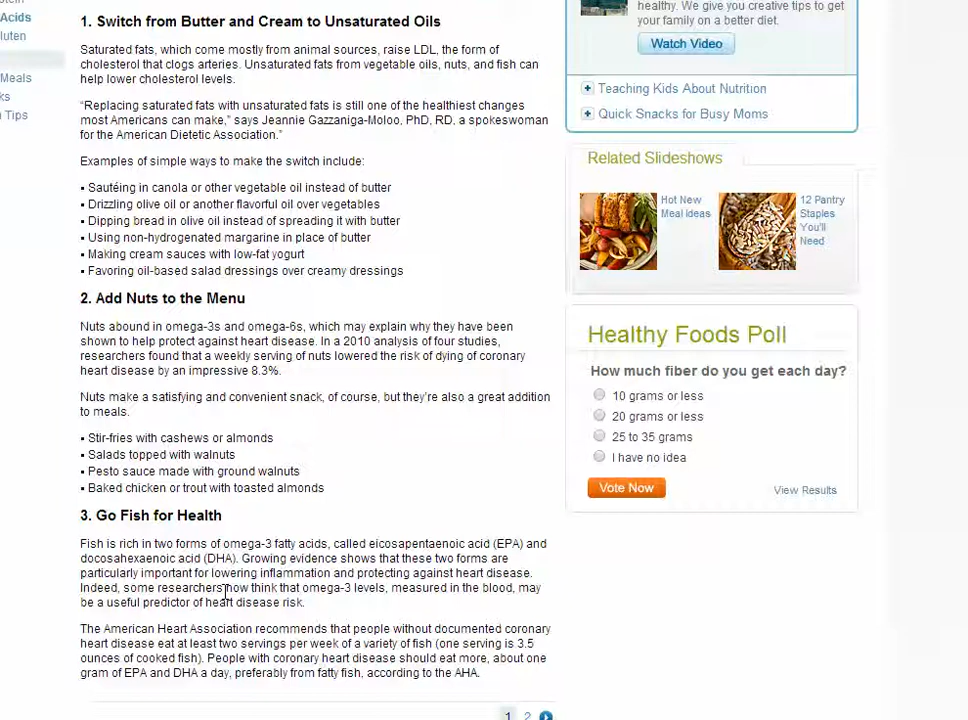 Acids
luten
Meals
ks
n Tips
1. Switch from Butter and Cream to Unsaturated Oils
Saturated fats, which come mostly from animal sources, raise LDL, the form of
cholesterol that clogs arteries. Unsaturated fats from vegetable oils, nuts, and fish can
help lower cholesterol levels.
“Replacing saturated fats with unsaturated fats is still one of the healthiest changes
most Americans can make,” says Jeannie Gazzaniga-Moloo, PhD, RD, a spokeswoman
for the American Dietetic Association.”
Examples of simple ways to make the switch include:
▪ Sautéing in canola or other vegetable oil instead of butter
▪ Drizzling olive oil or another flavorful oil over vegetables
▪ Dipping bread in olive oil instead of spreading it with butter
▪ Using non-hydrogenated margarine in place of butter
▪ Making cream sauces with low-fat yogurt
▪ Favoring oil-based salad dressings over creamy dressings
2. Add Nuts to the Menu
Nuts abound in omega-3s and omega-6s, which may explain why they have been
shown to help protect against heart disease. In a 2010 analysis of four studies,
researchers found that a weekly serving of nuts lowered the risk of dying of coronary
heart disease by an impressive 8.3%.
Nuts make a satisfying and convenient snack, of course, but they’re also a great addition
to meals.
▪ Stir-fries with cashews or almonds
▪ Salads topped with walnuts
▪ Pesto sauce made with ground walnuts
▪ Baked chicken or trout with toasted almonds
3. Go Fish for Health
Fish is rich in two forms of omega-3 fatty acids, called eicosapentaenoic acid (EPA) and
docosahexaenoic acid (DHA). Growing evidence shows that these two forms are
particularly important for lowering inflammation and protecting against heart disease.
Indeed, some researchers now think that omega-3 levels, measured in the blood, may
be a useful predictor of heart disease risk.
The American Heart Association recommends that people without documented coronary
heart disease eat at least two servings per week of a variety of fish (one serving is 3.5
ounces of cooked fish). People with coronary heart disease should eat more, about one
gram of EPA and DHA a day, preferably from fatty fish, according to the AHA.
1 2
healthy. We give you creative tips to get
your family on a better diet.
Watch Video
Teaching Kids About Nutrition
Quick Snacks for Busy Moms
Related Slideshows
Hot New
Meal Ideas
12 Pantry
Staples
You'll
Need
Healthy Foods Poll
How much fiber do you get each day?
10 grams or less
20 grams or less
25 to 35 grams
I have no idea
Vote Now
View Results